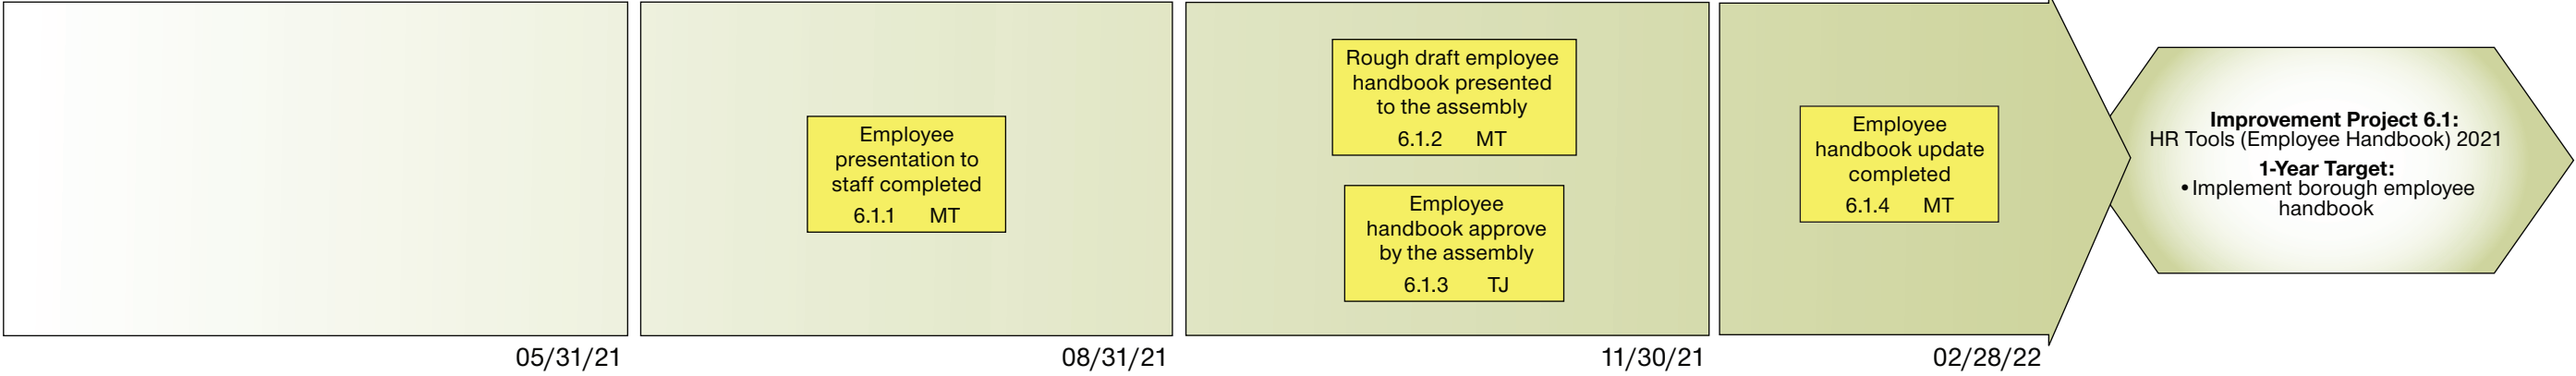 Employee
presentation to
staff completed
6.1.1 MT
Rough draft employee
handbook presented
to the assembly
6.1.2 MT
Employee
handbook approve
by the assembly
6.1.3 TJ
Employee
handbook update
completed
6.1.4 MT
Improvement Project 6.1:
HR Tools (Employee Handbook) 2021
1-Year Target:
• Implement borough employee
handbook
05/31/21
08/31/21
11/30/21
02/28/22